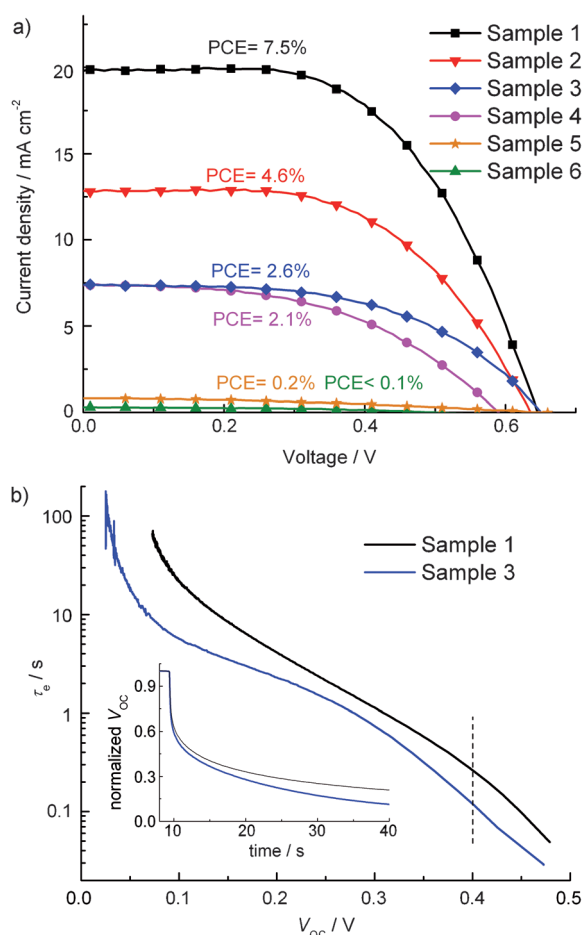 a)
PCE= 7.5%
Sample 1
Sample 2
Sample 3
Sample 4
Sample 5
Sample 6
PCE= 4.6%
PCE= 2.6%
PCE= 2.1%
PCE= 0.2% PCE< 0.1%
Current density / mA cm⁻²
20
15
10
5
0
0.0 0.2 0.4 0.6
Voltage / V
b)
Sample 1
Sample 3
τe / s
100
10
1
0.1
normalized VOC
0.9
0.6
0.3
0.0
10 20 30 40
time / s
0.0 0.1 0.2 0.3 0.4 0.5
VOC / V